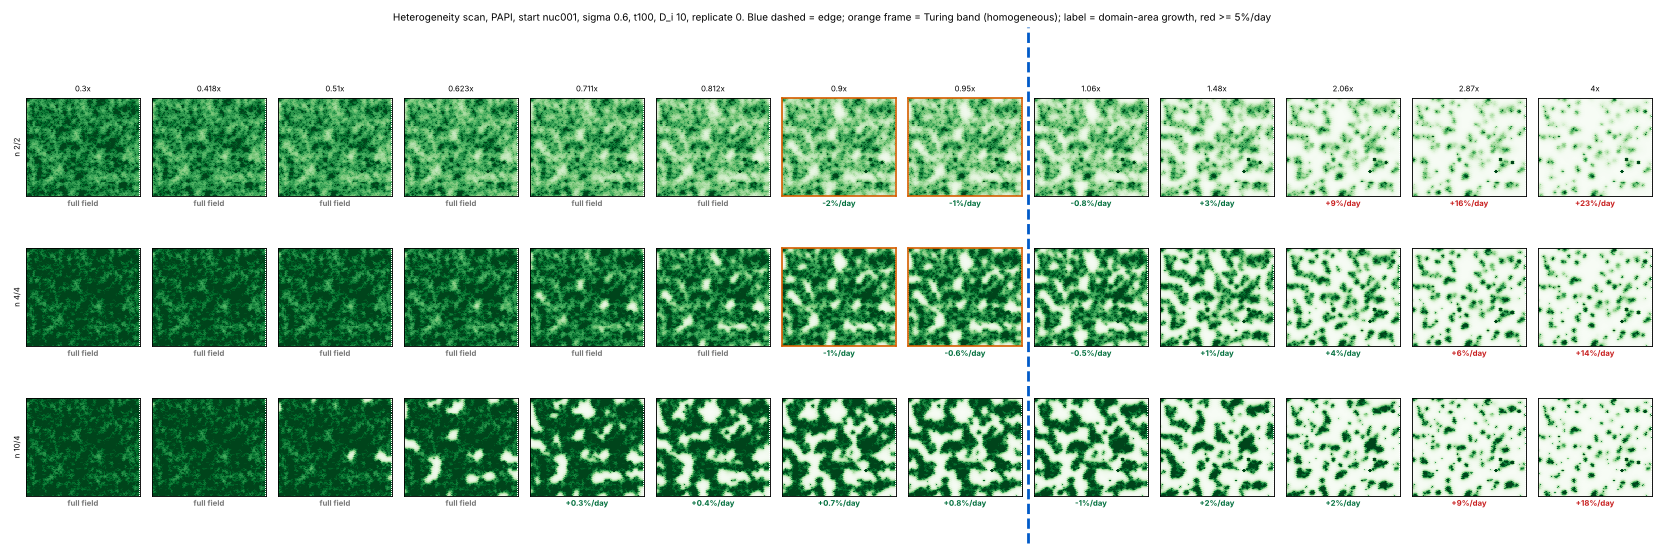 Heterogeneity scan, PAPI, start nuc001, sigma 0.6, t100, D_i 10, replicate 0. Blue dashed = edge; orange frame = Turing band (homogeneous); label = domain-area growth, red >= 5%/day
0.3x 0.418x 0.51x 0.623x 0.711x 0.812x 0.9x 0.95x 1.06x 1.48x 2.06x 2.87x 4x
n 2/2
full field full field full field full field full field full field -2%/day -1%/day -0.8%/day +3%/day +9%/day +16%/day +23%/day
n 4/4
full field full field full field full field full field full field -1%/day -0.6%/day -0.5%/day +1%/day +4%/day +6%/day +14%/day
n 10/4
full field full field full field full field +0.3%/day +0.4%/day +0.7%/day +0.8%/day -1%/day +2%/day +2%/day +9%/day +18%/day